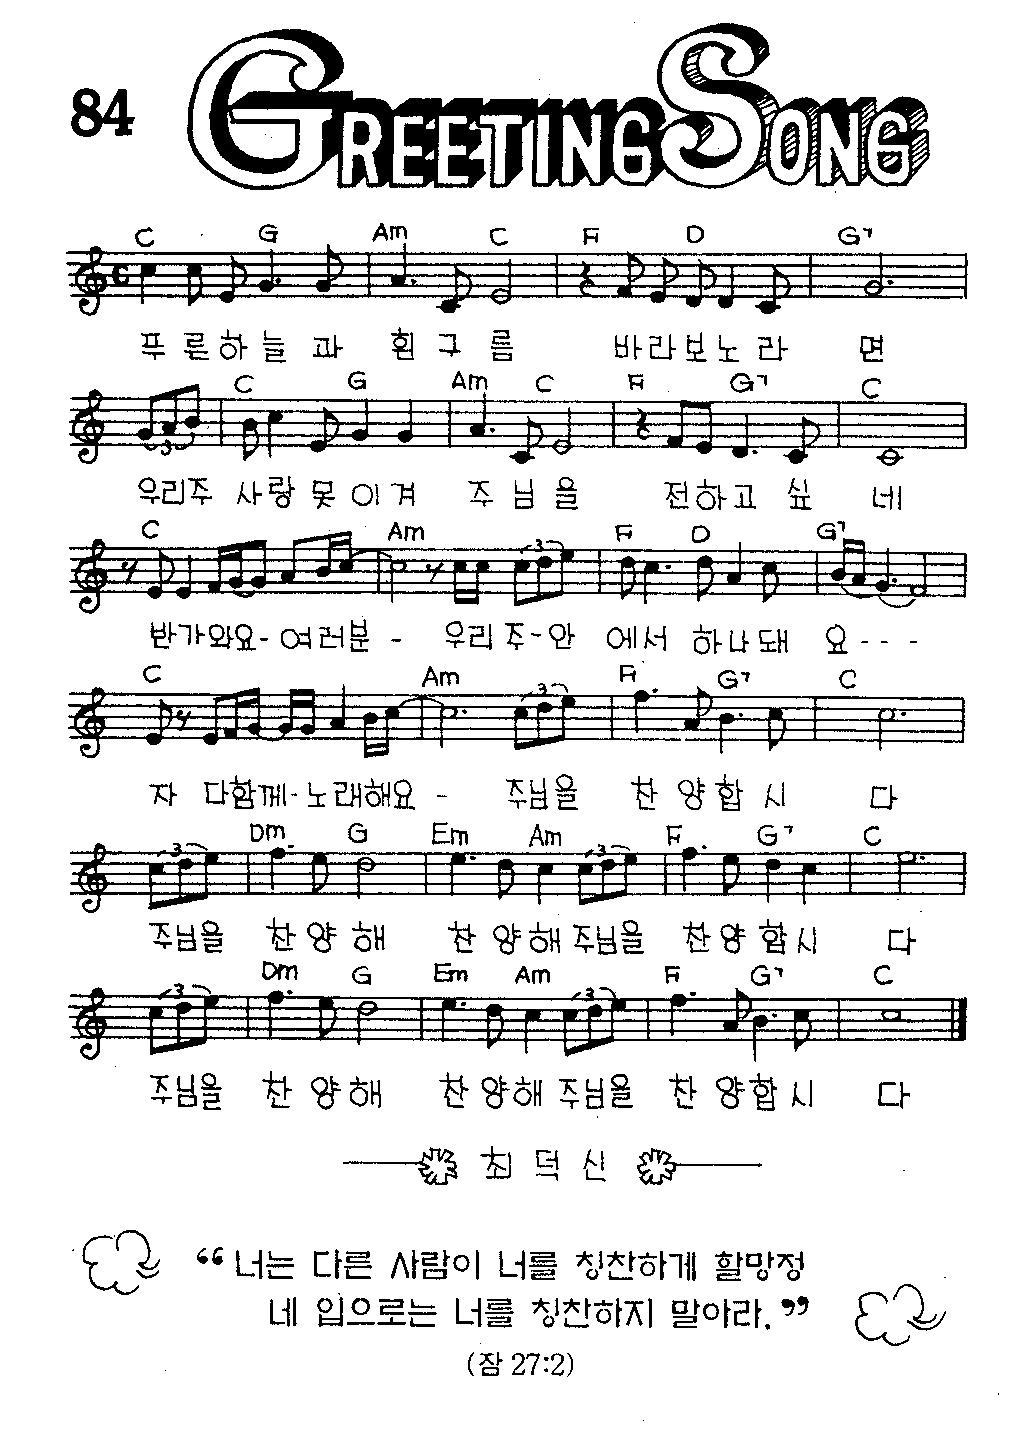 84 GREETING SONG
C G Am C F D G7
푸 른하 늘 과 흰 구 름 바라보노 라 면
C G Am C F G7 C
3
우리주 사랑 못 이 겨 주 님 을 전하고 싶 네
C Am F D G7
3
반가와요- 여러분 - 우리 주-안 에서 하나돼 요---
C Am F G7 C
3
자 다함께-노래해요 - 주님을 찬 양 합 시 다
Dm G Em Am F G7 C
3 3
주님을 찬 양 해 찬 양해 주님을 찬양 합시 다
Dm G Em Am F G7 C
3 3
주님을 찬 양해 찬 양해 주님을 찬 양합 시 다
최 덕 신
“너는 다른 사람이 너를 칭찬하게 할망정
네 입으로는 너를 칭찬하지 말아라.”
(잠 27:2)